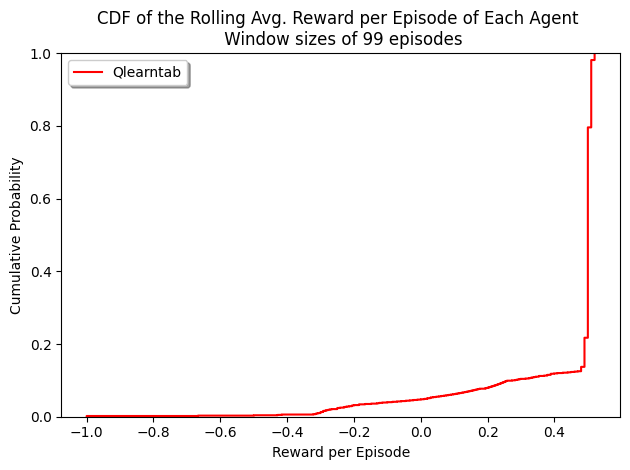 CDF of the Rolling Avg. Reward per Episode of Each Agent
Window sizes of 99 episodes
Qlearntab
Cumulative Probability
1.0
0.8
0.6
0.4
0.2
0.0
−1.0 −0.8 −0.6 −0.4 −0.2 0.0 0.2 0.4
Reward per Episode